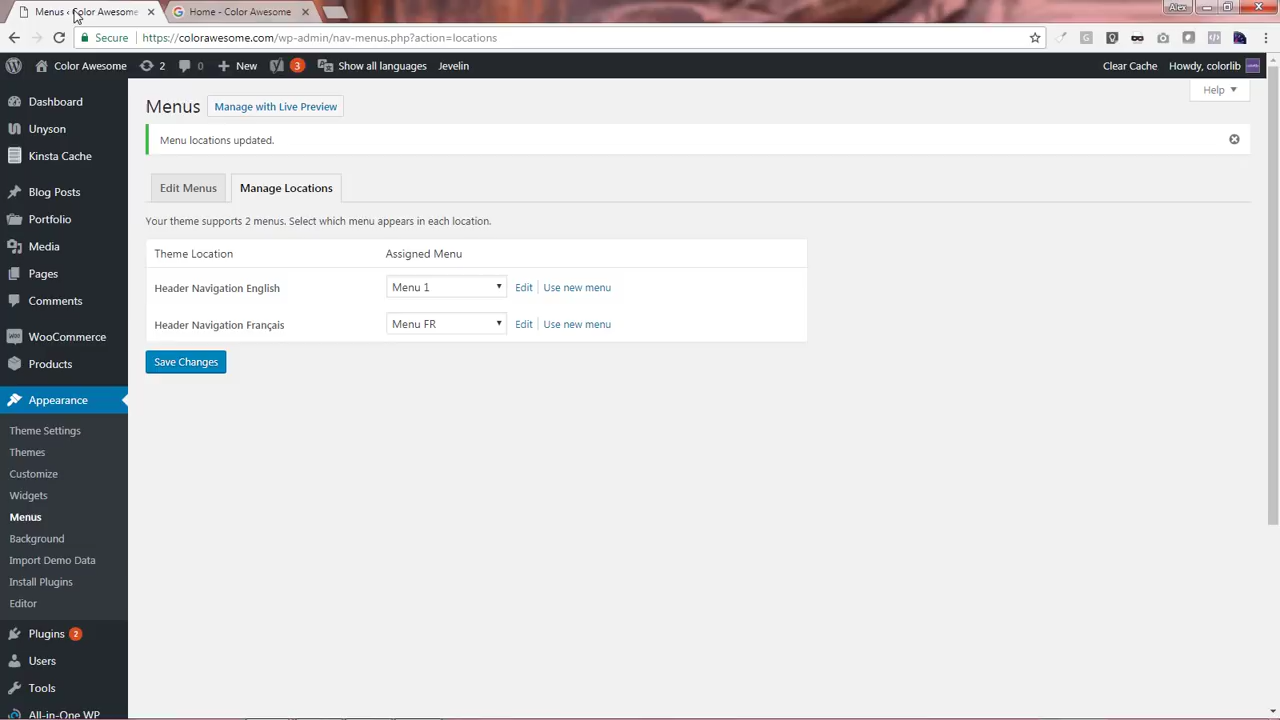 Menus ‹ Color Awesome
Home - Color Awesome
Alex
Secure
https://colorawesome.com/wp-admin/nav-menus.php?action=locations
Color Awesome
2
0
New
3
Show all languages
Javelin
Clear Cache
Howdy, colorlib
Dashboard
Unyson
Kinsta Cache
Blog Posts
Portfolio
Media
Pages
Comments
WooCommerce
Products
Appearance
Theme Settings
Themes
Customize
Widgets
Menus
Background
Import Demo Data
Install Plugins
Editor
Plugins 2
Users
Tools
All-in-One WP
Help
Menus
Manage with Live Preview
Menu locations updated.
Edit Menus
Manage Locations
Your theme supports 2 menus. Select which menu appears in each location.
Theme Location Assigned Menu
Header Navigation English Menu 1 Edit Use new menu
Header Navigation Français Menu FR Edit Use new menu
Save Changes